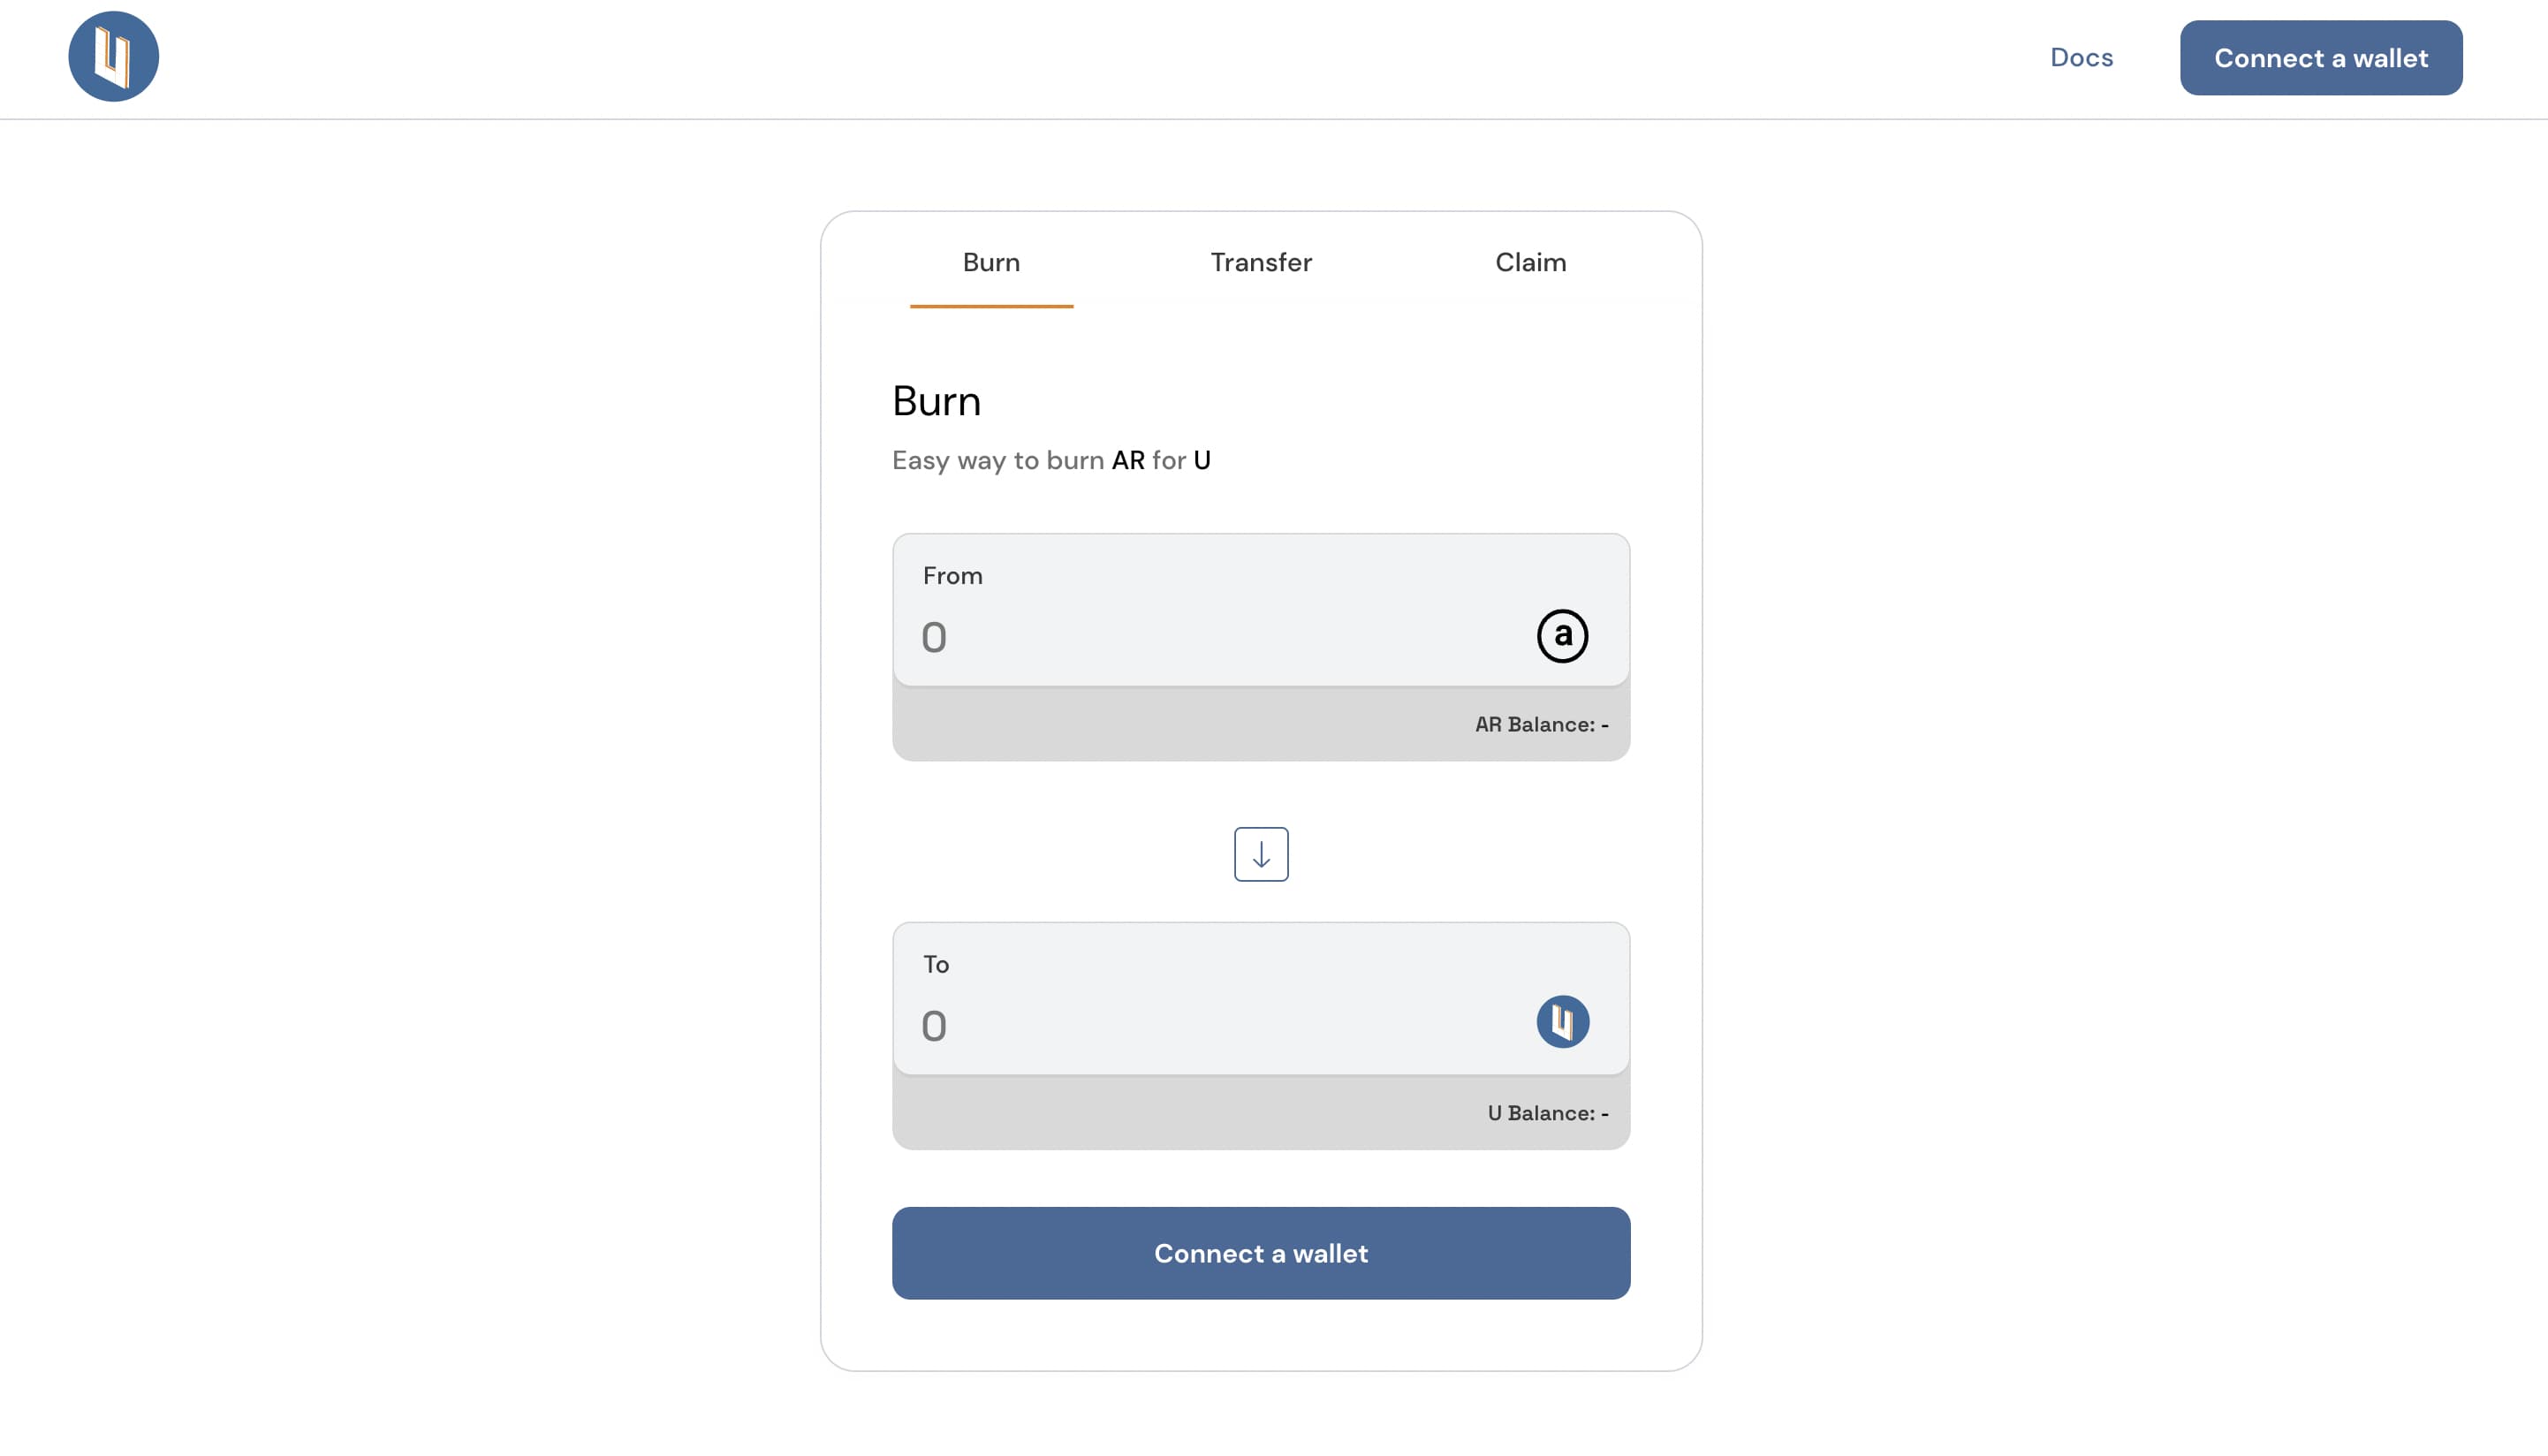 Docs
Connect a wallet
Burn
Transfer
Claim
Burn
Easy way to burn AR for U
From
0
a
AR Balance: -
To
0
U Balance: -
Connect a wallet